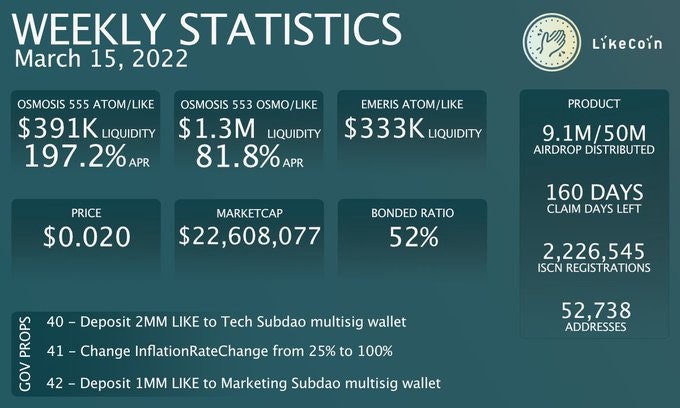 WEEKLY STATISTICS
March 15, 2022
LikeCoin
OSMOSIS 555 ATOM/LIKE
$391K LIQUIDITY
197.2% APR
OSMOSIS 553 OSMO/LIKE
$1.3M LIQUIDITY
81.8% APR
EMERIS ATOM/LIKE
$333K LIQUIDITY
PRICE
$0.020
MARKETCAP
$22,608,077
BONDED RATIO
52%
PRODUCT
9.1M/50M
AIRDROP DISTRIBUTED
160 DAYS
CLAIM DAYS LEFT
2,226,545
ISCN REGISTRATIONS
52,738
ADDRESSES
GOV PROPS
40 – Deposit 2MM LIKE to Tech Subdao multisig wallet
41 – Change InflationRateChange from 25% to 100%
42 – Deposit 1MM LIKE to Marketing Subdao multisig wallet